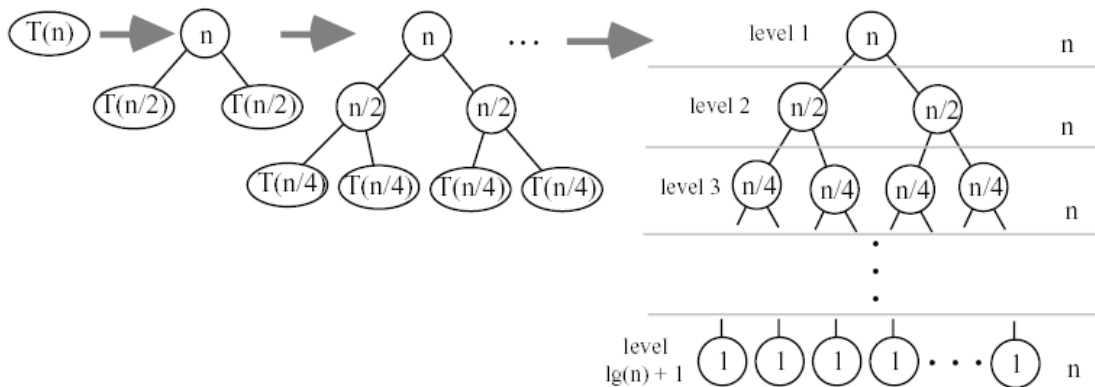 T(n)
n
T(n/2) T(n/2)
n
n/2 n/2
T(n/4) T(n/4) T(n/4) T(n/4)
...
level 1 n n
level 2 n/2 n/2 n
level 3 n/4 n/4 n/4 n/4 n
level
lg(n) + 1 1 1 1 1 1 n